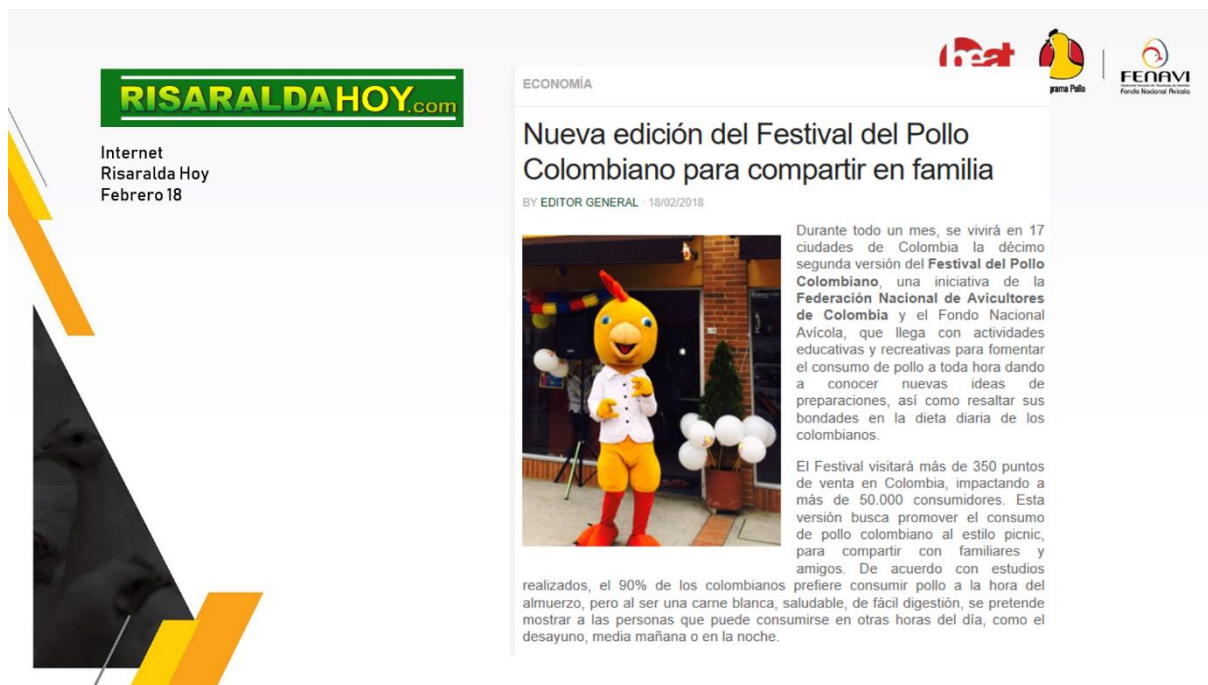 RISARALDAHOY.com
Internet
Risaralda Hoy
Febrero 18
beat
grama Pollo
FENAVI
Fondo Nacional Avícola
ECONOMÍA
Nueva edición del Festival del Pollo
Colombiano para compartir en familia
BY EDITOR GENERAL · 18/02/2018
Durante todo un mes, se vivirá en 17
ciudades de Colombia la décimo
segunda versión del Festival del Pollo
Colombiano, una iniciativa de la
Federación Nacional de Avicultores
de Colombia y el Fondo Nacional
Avícola, que llega con actividades
educativas y recreativas para fomentar
el consumo de pollo a toda hora dando
a conocer nuevas ideas de
preparaciones, así como resaltar sus
bondades en la dieta diaria de los
colombianos.
El Festival visitará más de 350 puntos
de venta en Colombia, impactando a
más de 50.000 consumidores. Esta
versión busca promover el consumo
de pollo colombiano al estilo picnic,
para compartir con familiares y
amigos. De acuerdo con estudios
realizados, el 90% de los colombianos prefiere consumir pollo a la hora del
almuerzo, pero al ser una carne blanca, saludable, de fácil digestión, se pretende
mostrar a las personas que puede consumirse en otras horas del día, como el
desayuno, media mañana o en la noche.